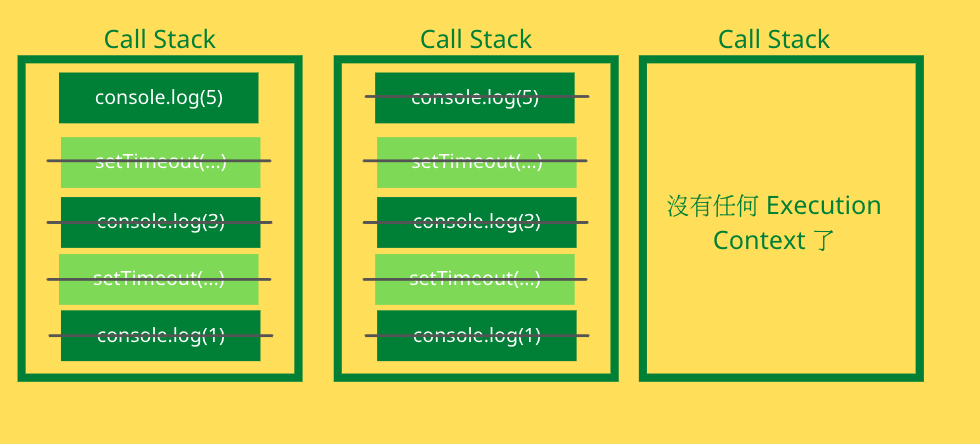 Call Stack
console.log(5)
setTimeout(...)
console.log(3)
setTimeout(...)
console.log(1)
Call Stack
console.log(5)
setTimeout(...)
console.log(3)
setTimeout(...)
console.log(1)
Call Stack
沒有任何 Execution
Context 了